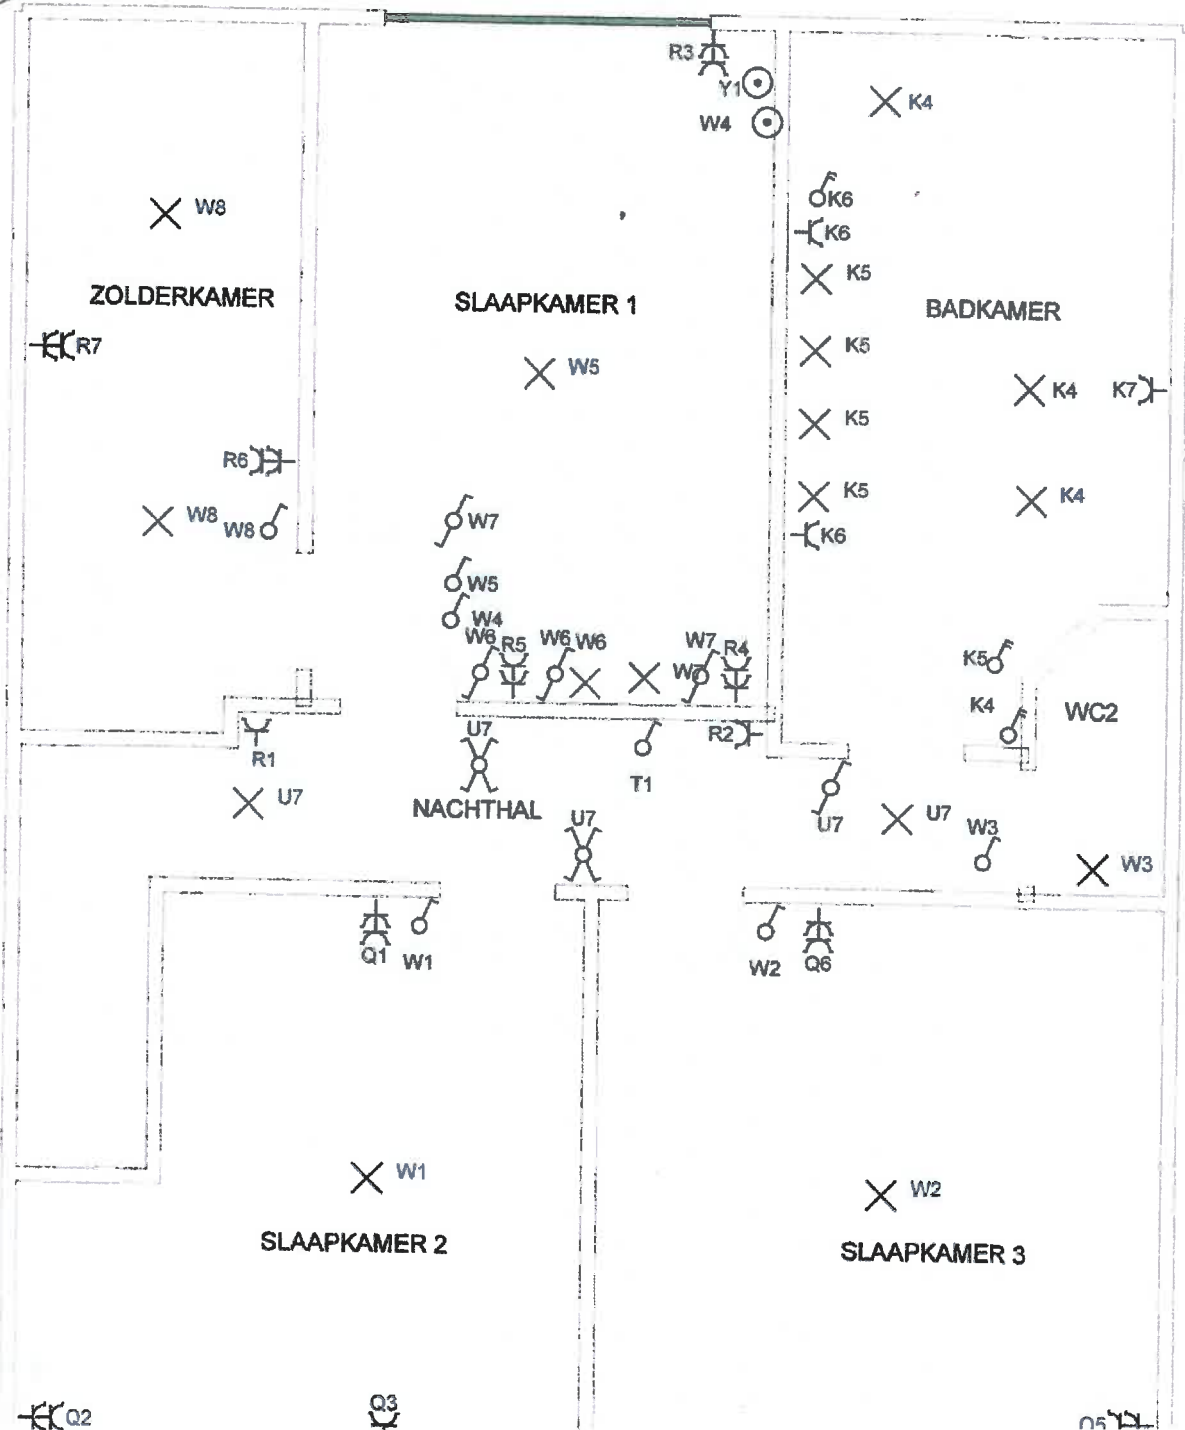 R3
Y1
K4
W4
K6
W8
K6
K5
ZOLDERKAMER
SLAAPKAMER 1
BADKAMER
R7
K5
W5
K4
K7
K5
R6
K5
K4
W8
W8
W7
K6
W5
W4
W6
R5
W6
W6
W7
R4
K5
K4
WC2
U7
R2
R1
T1
U7
NACHTHAL
U7
U7
U7
W3
W3
Q1
W1
W2
Q6
W1
W2
SLAAPKAMER 2
SLAAPKAMER 3
Q3
Q2